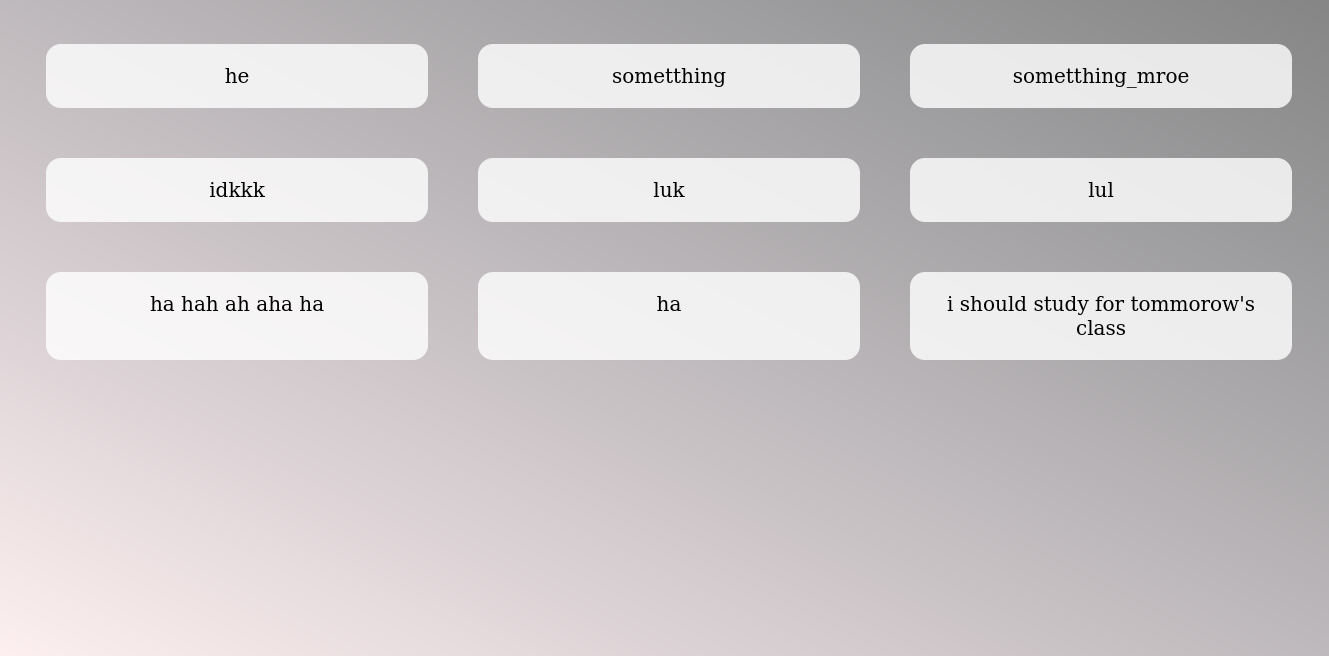 he
sometthing
sometthing_mroe
idkkk
luk
lul
ha hah ah aha ha
ha
i should study for tommorow's
class